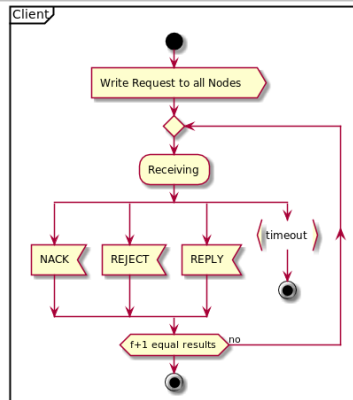 Client
Write Request to all Nodes
Receiving
NACK
REJECT
REPLY
timeout
f+1 equal results
no